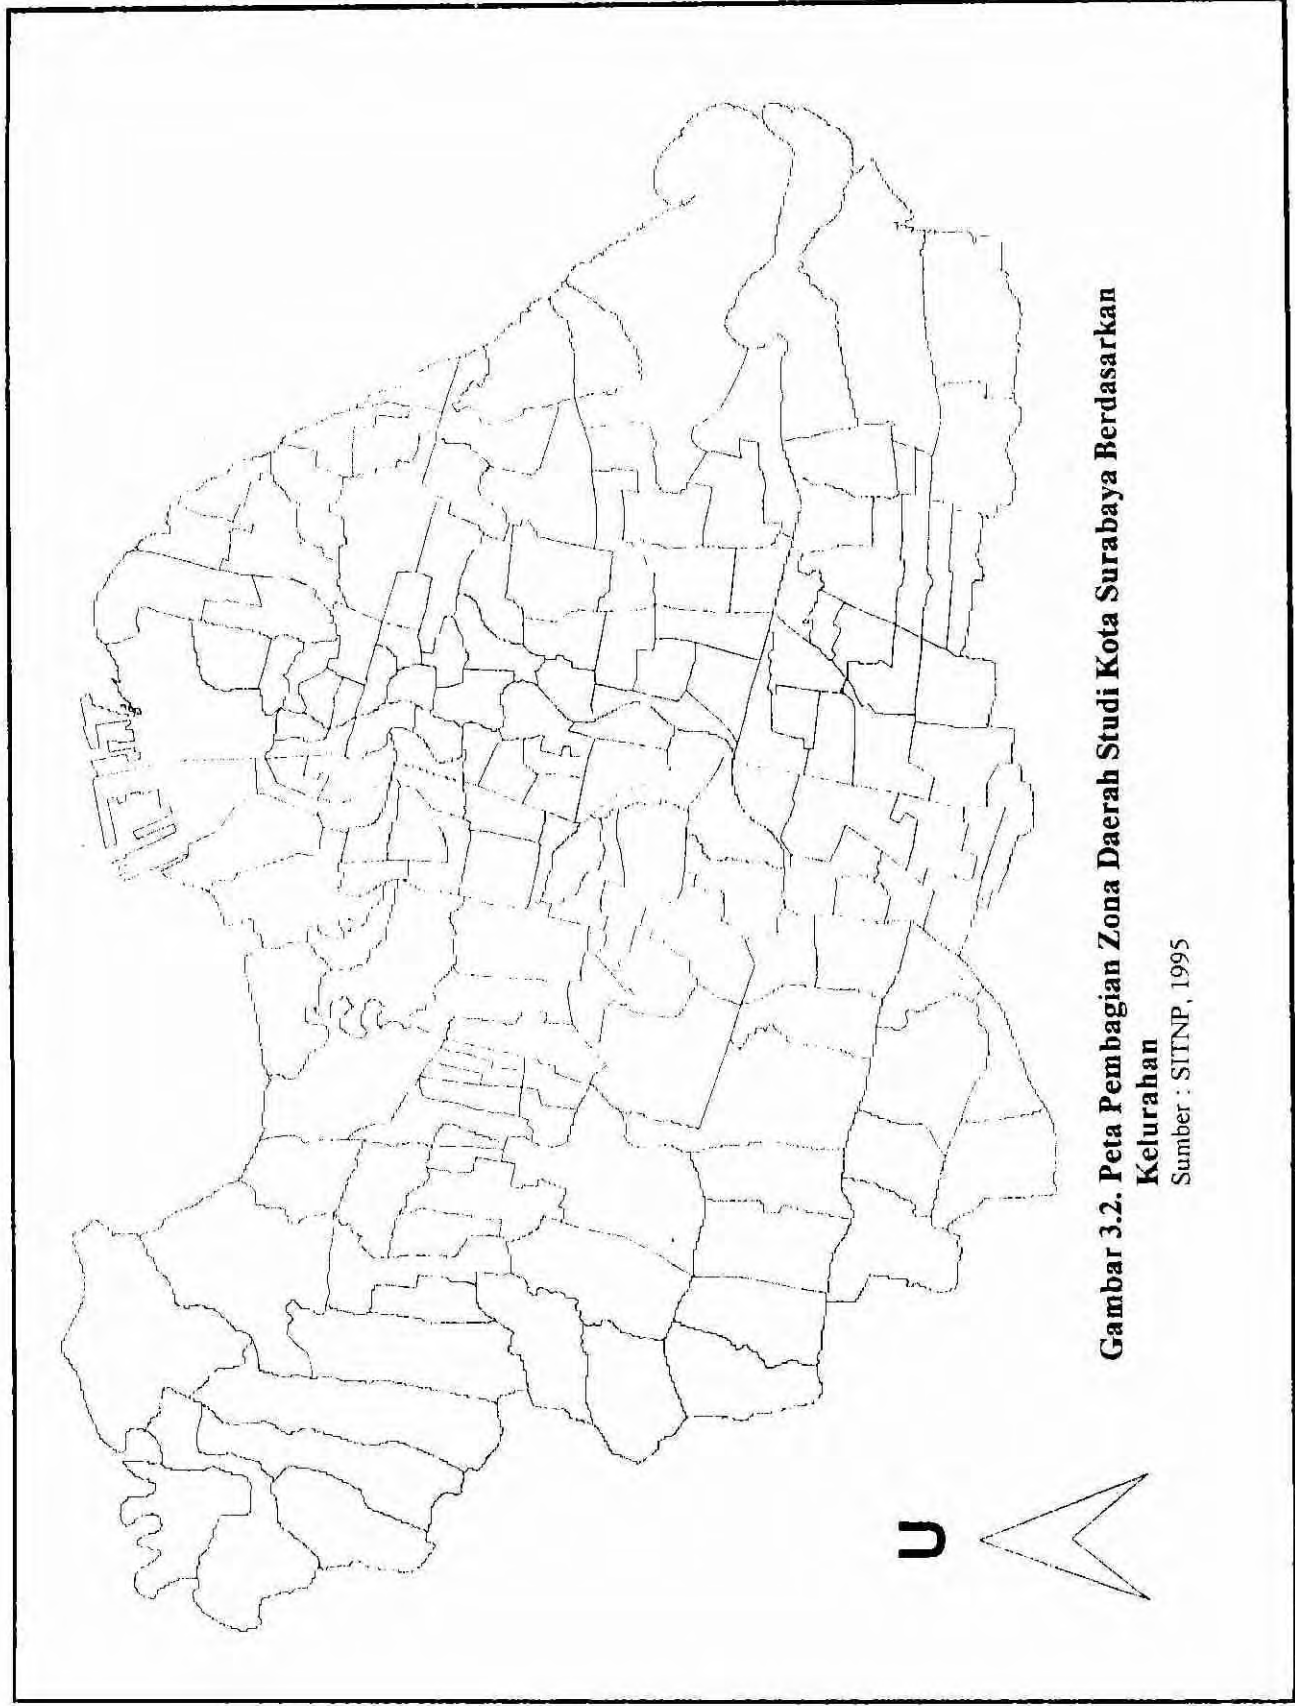 U
Gambar 3.2. Peta Pembagian Zona Daerah Studi Kota Surabaya Berdasarkan
Kelurahan
Sumber : SITNP, 1995